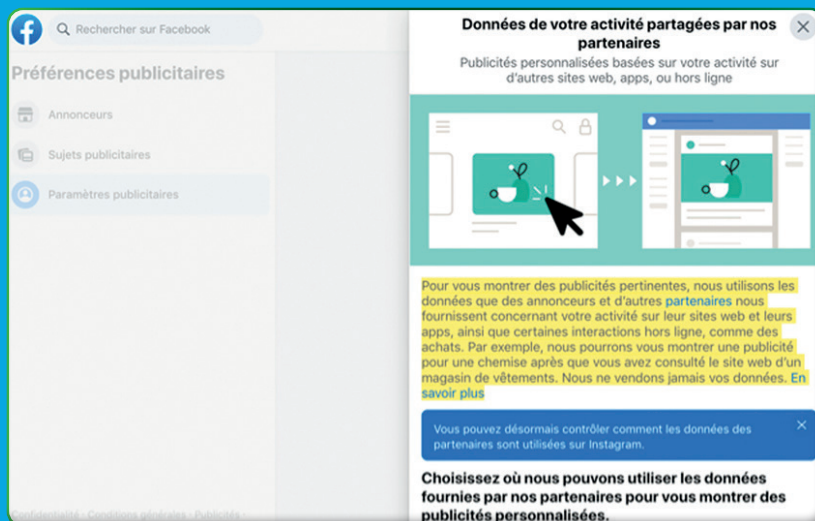 Rechercher sur Facebook
Préférences publicitaires
Annonceurs
Sujets publicitaires
Paramètres publicitaires
Confidentialité · Conditions générales · Publicités ·
Données de votre activité partagées par nos
partenaires
Publicités personnalisées basées sur votre activité sur
d'autres sites web, apps, ou hors ligne
Pour vous montrer des publicités pertinentes, nous utilisons les
données que des annonceurs et d'autres partenaires nous
fournissent concernant votre activité sur leur sites web et leurs
apps, ainsi que certaines interactions hors ligne, comme des
achats. Par exemple, nous pourrons vous montrer une publicité
pour une chemise après que vous avez consulté le site web d'un
magasin de vêtements. Nous ne vendons jamais vos données. En
savoir plus
Vous pouvez désormais contrôler comment les données des
partenaires sont utilisées sur Instagram.
Choisissez où nous pouvons utiliser les données
fournies par nos partenaires pour vous montrer des
publicités personnalisées.